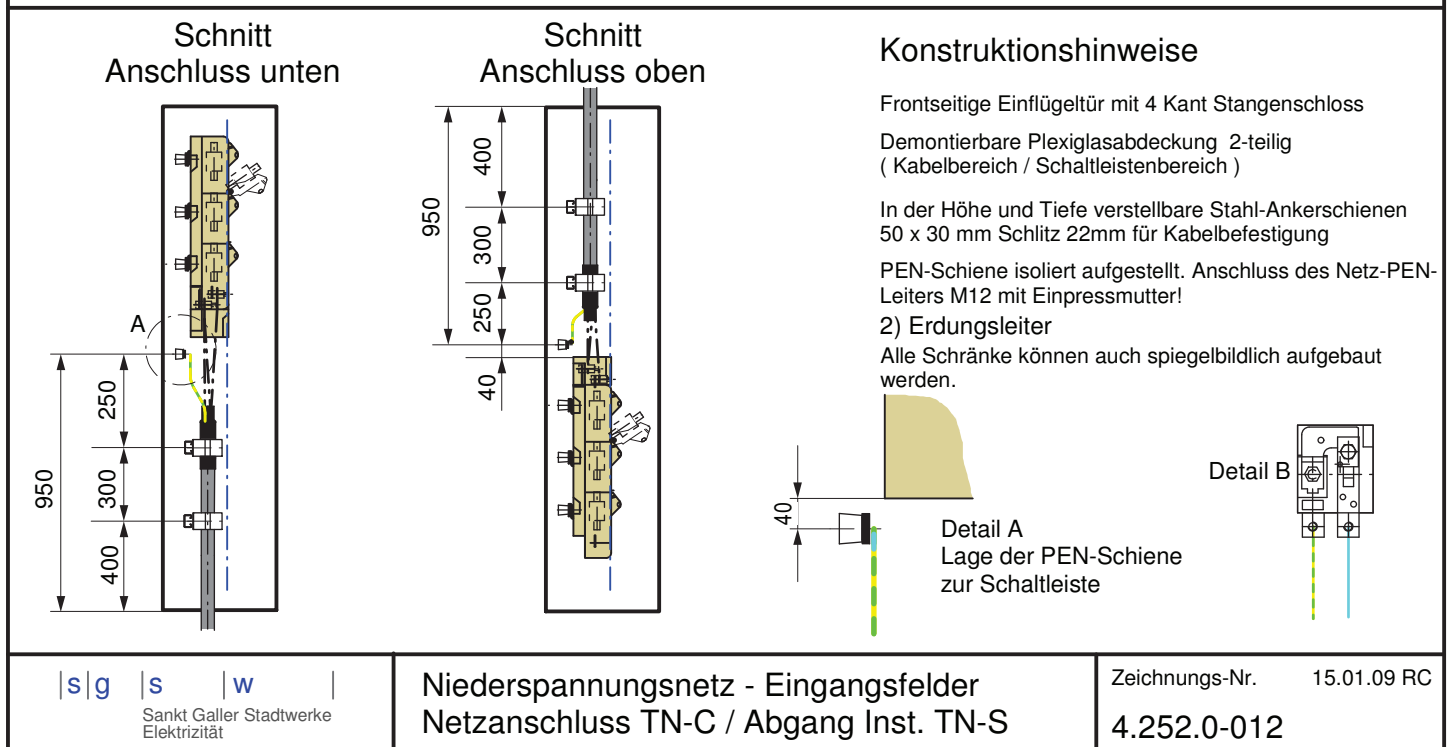 Schnitt
Anschluss unten
A
250
300
400
950
Schnitt
Anschluss oben
400
300
250
40
950
Konstruktionshinweise
Frontseitige Einflügeltür mit 4 Kant Stangenschloss
Demontierbare Plexiglasabdeckung 2-teilig
( Kabelbereich / Schaltleistenbereich )
In der Höhe und Tiefe verstellbare Stahl-Ankerschienen
50 x 30 mm Schlitz 22mm für Kabelbefestigung
PEN-Schiene isoliert aufgestellt. Anschluss des Netz-PEN-
Leiters M12 mit Einpressmutter!
2) Erdungsleiter
Alle Schränke können auch spiegelbildlich aufgebaut
werden.
40
Detail A
Lage der PEN-Schiene
zur Schaltleiste
Detail B
|s|g |s |w |
Sankt Galler Stadtwerke
Elektrizität
Niederspannungsnetz - Eingangsfelder
Netzanschluss TN-C / Abgang Inst. TN-S
Zeichnungs-Nr. 15.01.09 RC
4.252.0-012